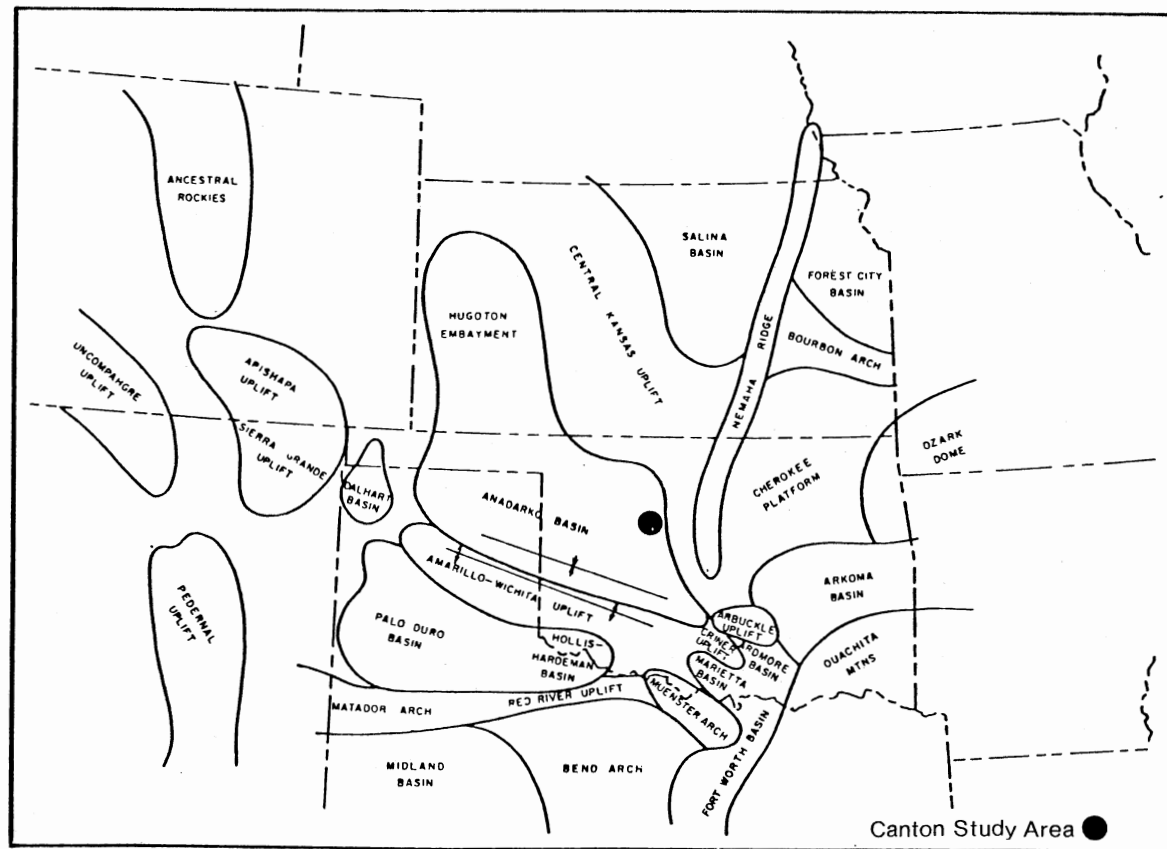 ANCESTRAL
ROCKIES
SALINA
BASIN
FOREST CITY
BASIN
CENTRAL KANSAS UPLIFT
HUGOTON
EMBAYMENT
NEMAHA RIDGE
BOURBON ARCH
UNCOMPAHGRE
UPLIFT
APISHAPA
UPLIFT
SIERRA GRANDE
UPLIFT
OZARK
DOME
DALHART
BASIN
ANADARKO BASIN
CHEROKEE
PLATFORM
AMARILLO-WICHITA UPLIFT
ARKOMA
BASIN
PEDERNAL
UPLIFT
PALO DURO
BASIN
HOLLIS-
HARDEMAN
BASIN
ARBUCKLE
UPLIFT
CRINER
UPLIFT
ARDMORE
BASIN
MARIETTA
BASIN
OUACHITA
MTNS
MATADOR ARCH
RED RIVER UPLIFT
MUENSTER ARCH
MIDLAND
BASIN
BEND ARCH
FORT WORTH BASIN
Canton Study Area